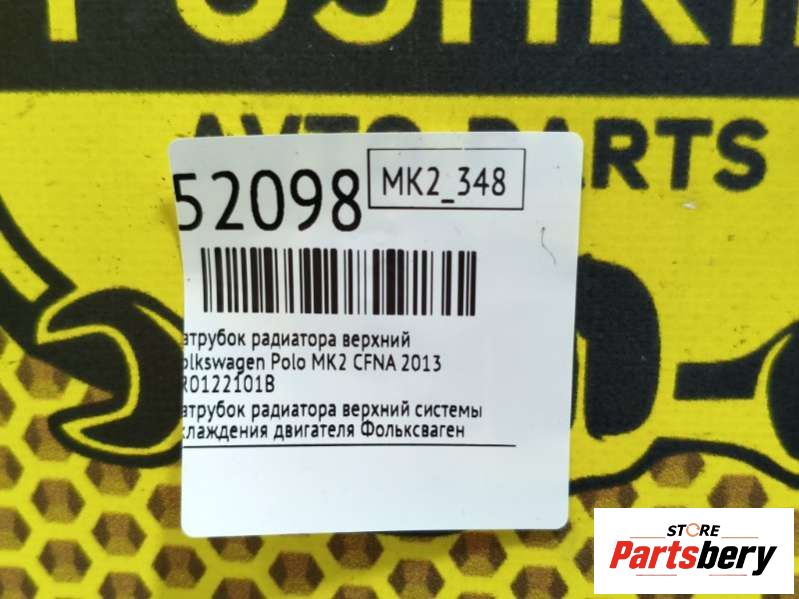 AVTO PARTS
52098
MK2_348
атрубок радиатора верхний
olkswagen Polo MK2 CFNA 2013
R0122101B
атрубок радиатора верхний системы
хлаждения двигателя Фольксваген
STORE
Partsbery